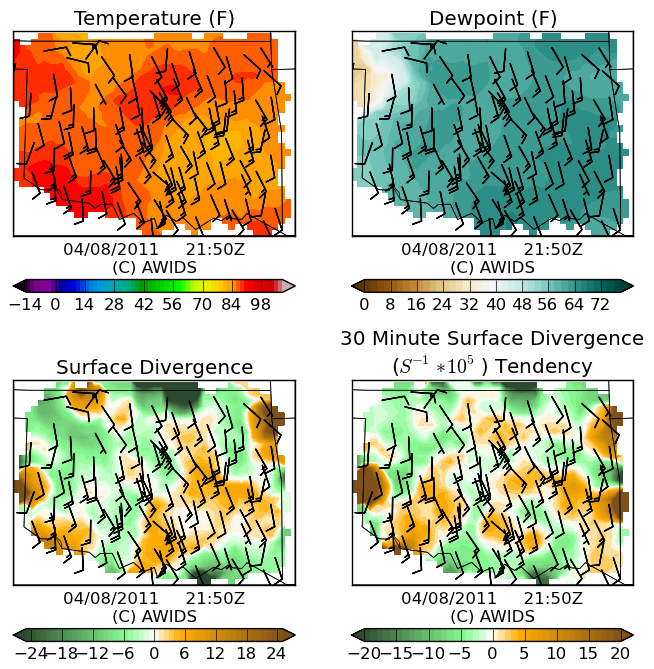 Temperature (F)
Dewpoint (F)
04/08/2011 21:50Z
(C) AWIDS
04/08/2011 21:50Z
(C) AWIDS
−14 0 14 28 42 56 70 84 98
0 8 16 24 32 40 48 56 64 72
Surface Divergence
30 Minute Surface Divergence
(S⁻¹ *10⁵ ) Tendency
04/08/2011 21:50Z
(C) AWIDS
04/08/2011 21:50Z
(C) AWIDS
−24 −18 −12 −6 0 6 12 18 24
−20 −15 −10 −5 0 5 10 15 20